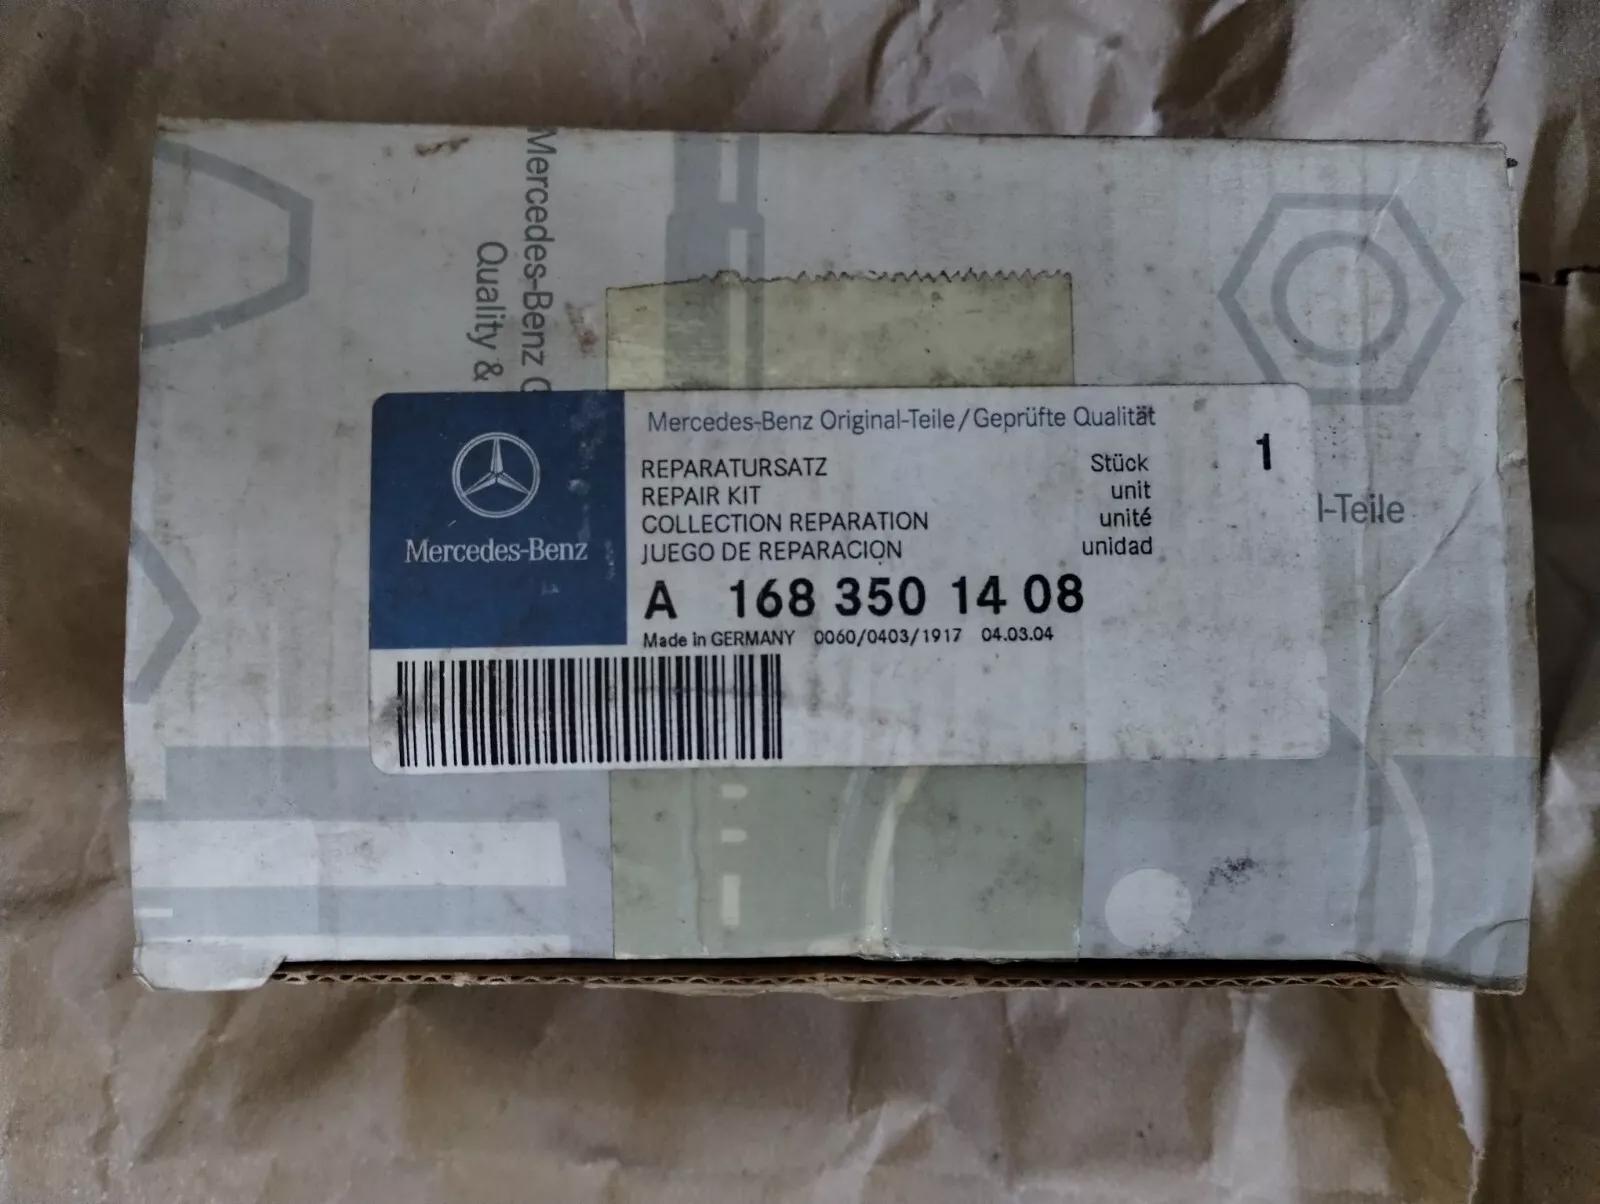 Mercedes-Benz
Quality &
Mercedes-Benz Original-Teile/Geprüfte Qualität
REPARATURSATZ Stück 1
REPAIR KIT unit
COLLECTION REPARATION unité
JUEGO DE REPARACION unidad
Mercedes-Benz
A 168 350 14 08
Made in GERMANY 0060/0403/1917 04.03.04
l-Teile